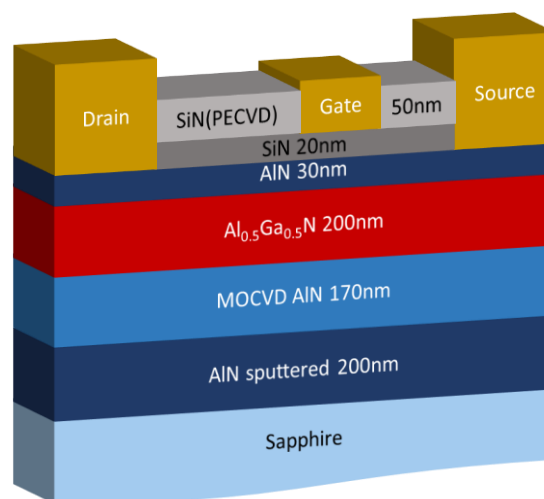 Drain
SiN(PECVD)
Gate
50nm
Source
SiN 20nm
AlN 30nm
Al₀.₅Ga₀.₅N 200nm
MOCVD AlN 170nm
AlN sputtered 200nm
Sapphire